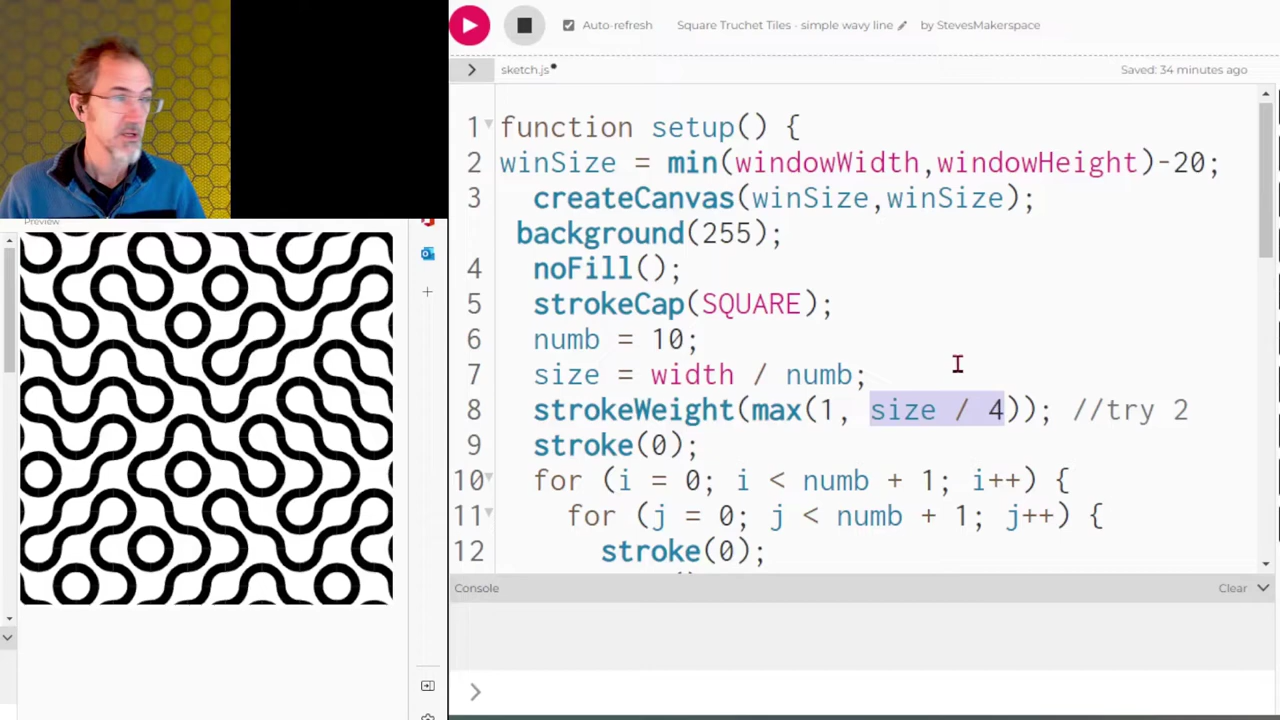 Auto-refresh
Square Truchet Tiles - simple wavy line
by StevesMakerspace
sketch.js
Saved: 34 minutes ago
Preview
1 function setup() {
2 winSize = min(windowWidth,windowHeight)-20;
3 createCanvas(winSize,winSize);
background(255);
4 noFill();
5 strokeCap(SQUARE);
6 numb = 10;
7 size = width / numb;
8 strokeWeight(max(1, size / 4)); //try 2
9 stroke(0);
10 for (i = 0; i < numb + 1; i++) {
11 for (j = 0; j < numb + 1; j++) {
12 stroke(0);
Console
Clear